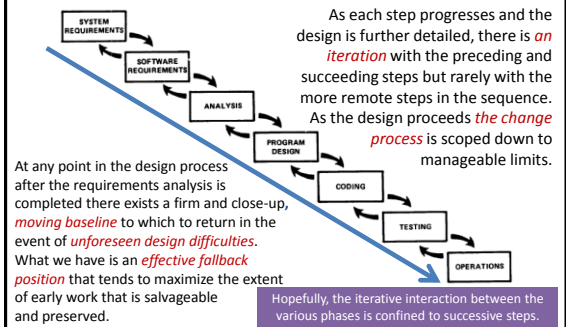 As each step progresses and the
design is further detailed, there is an
iteration with the preceding and
succeeding steps but rarely with the
more remote steps in the sequence.
As the design proceeds the change
process is scoped down to
manageable limits.
SYSTEM
REQUIREMENTS
SOFTWARE
REQUIREMENTS
ANALYSIS
PROGRAM
DESIGN
CODING
TESTING
OPERATIONS
At any point in the design process
after the requirements analysis is
completed there exists a firm and close-up,
moving baseline to which to return in the
event of unforeseen design difficulties.
What we have is an effective fallback
position that tends to maximize the extent
of early work that is salvageable
and preserved.
Hopefully, the iterative interaction between the
various phases is confined to successive steps.